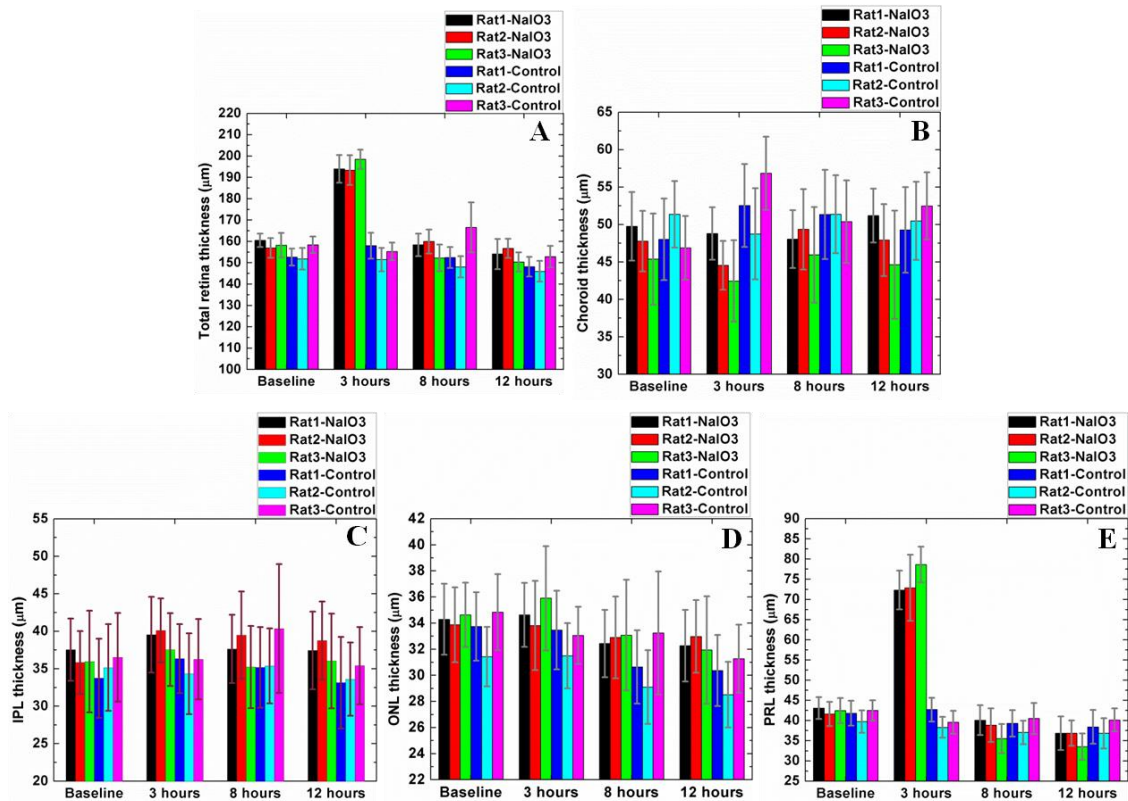 Rat1-NaIO3
Rat2-NaIO3
Rat3-NaIO3
Rat1-Control
Rat2-Control
Rat3-Control
A
Total retina thickness (μm)
220
210
200
190
180
170
160
150
140
130
120
110
100
Baseline 3 hours 8 hours 12 hours
Rat1-NaIO3
Rat2-NaIO3
Rat3-NaIO3
Rat1-Control
Rat2-Control
Rat3-Control
B
Choroid thickness (μm)
65
60
55
50
45
40
35
30
Baseline 3 hours 8 hours 12 hours
Rat1-NaIO3
Rat2-NaIO3
Rat3-NaIO3
Rat1-Control
Rat2-Control
Rat3-Control
C
IPL thickness (μm)
55
50
45
40
35
30
25
20
Baseline 3 hours 8 hours 12 hours
Rat1-NaIO3
Rat2-NaIO3
Rat3-NaIO3
Rat1-Control
Rat2-Control
Rat3-Control
D
ONL thickness (μm)
42
40
38
36
34
32
30
28
26
24
22
Baseline 3 hours 8 hours 12 hours
Rat1-NaIO3
Rat2-NaIO3
Rat3-NaIO3
Rat1-Control
Rat2-Control
Rat3-Control
E
PRL thickness (μm)
90
85
80
75
70
65
60
55
50
45
40
35
30
25
Baseline 3 hours 8 hours 12 hours